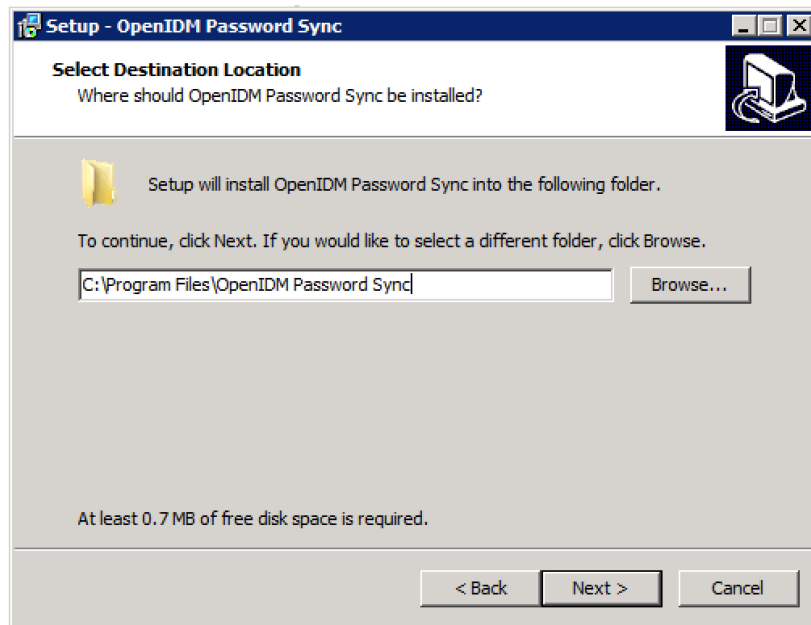 Setup - OpenIDM Password Sync
Select Destination Location
Where should OpenIDM Password Sync be installed?
Setup will install OpenIDM Password Sync into the following folder.
To continue, click Next. If you would like to select a different folder, click Browse.
C:\Program Files\OpenIDM Password Sync
Browse...
At least 0.7 MB of free disk space is required.
< Back
Next >
Cancel